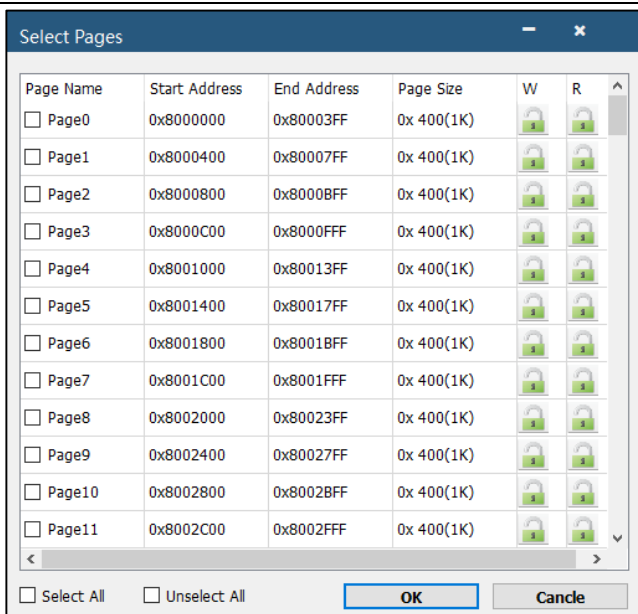 Select Pages
Page Name Start Address End Address Page Size W R
Page0 0x8000000 0x80003FF 0x 400(1K)
Page1 0x8000400 0x80007FF 0x 400(1K)
Page2 0x8000800 0x8000BFF 0x 400(1K)
Page3 0x8000C00 0x8000FFF 0x 400(1K)
Page4 0x8001000 0x80013FF 0x 400(1K)
Page5 0x8001400 0x80017FF 0x 400(1K)
Page6 0x8001800 0x8001BFF 0x 400(1K)
Page7 0x8001C00 0x8001FFF 0x 400(1K)
Page8 0x8002000 0x80023FF 0x 400(1K)
Page9 0x8002400 0x80027FF 0x 400(1K)
Page10 0x8002800 0x8002BFF 0x 400(1K)
Page11 0x8002C00 0x8002FFF 0x 400(1K)
Select All Unselect All OK Cancle